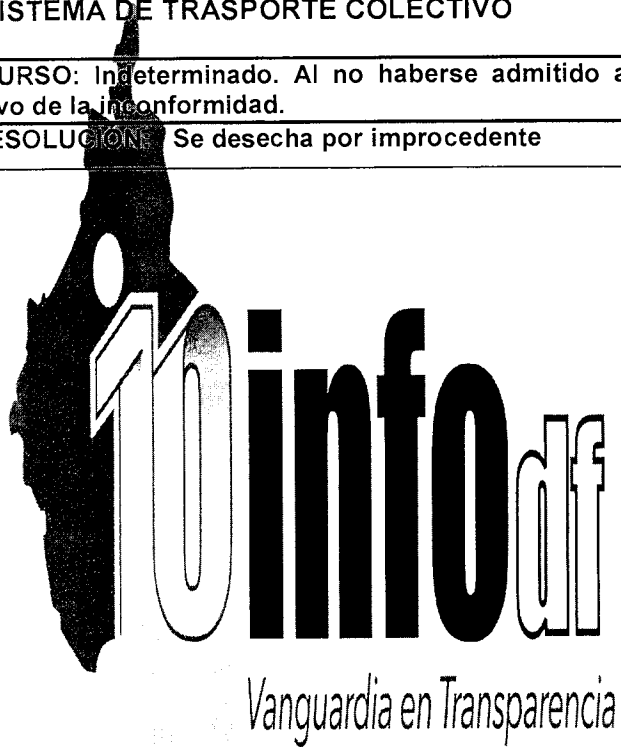 ISTEMA DE TRASPORTE COLECTIVO
URSO: Indeterminado. Al no haberse admitido a
vo de la inconformidad.
ESOLUCIÓN: Se desecha por improcedente
10 info df
Vanguardia en Transparencia